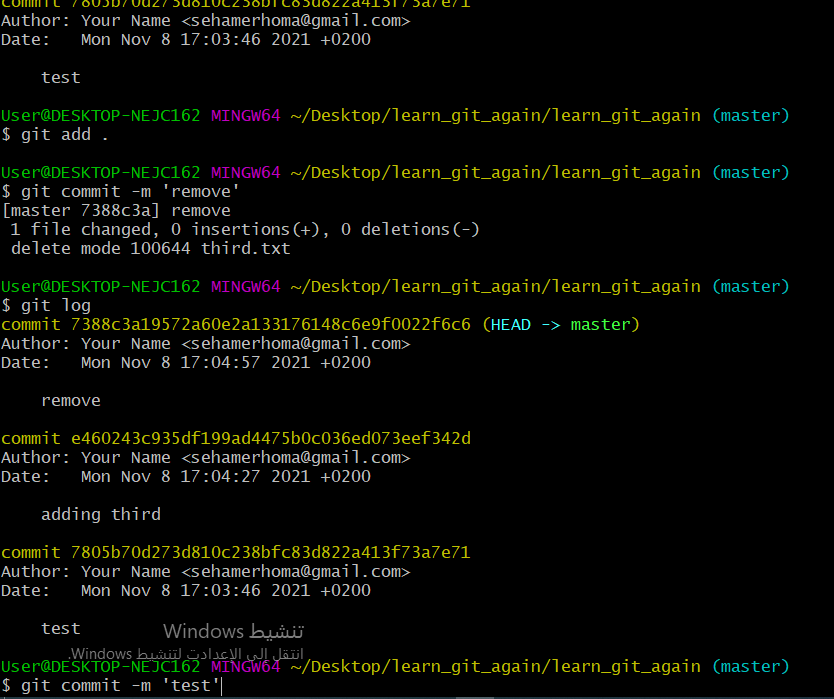 commit 7805b70d273d810c238bfc83d822a413f73a7e71
Author: Your Name <sehamerhoma@gmail.com>
Date:   Mon Nov 8 17:03:46 2021 +0200
test
User@DESKTOP-NEJC162 MINGW64 ~/Desktop/learn_git_again/learn_git_again (master)
$ git add .
User@DESKTOP-NEJC162 MINGW64 ~/Desktop/learn_git_again/learn_git_again (master)
$ git commit -m 'remove'
[master 7388c3a] remove
1 file changed, 0 insertions(+), 0 deletions(-)
delete mode 100644 third.txt
User@DESKTOP-NEJC162 MINGW64 ~/Desktop/learn_git_again/learn_git_again (master)
$ git log
commit 7388c3a19572a60e2a133176148c6e9f0022f6c6 (HEAD -> master)
Author: Your Name <sehamerhoma@gmail.com>
Date:   Mon Nov 8 17:04:57 2021 +0200
remove
commit e460243c935df199ad4475b0c036ed073eef342d
Author: Your Name <sehamerhoma@gmail.com>
Date:   Mon Nov 8 17:04:27 2021 +0200
adding third
commit 7805b70d273d810c238bfc83d822a413f73a7e71
Author: Your Name <sehamerhoma@gmail.com>
Date:   Mon Nov 8 17:03:46 2021 +0200
test
تنشيط Windows
انتقل إلى الإعدادت لتنشيط Windows.
User@DESKTOP-NEJC162 MINGW64 ~/Desktop/learn_git_again/learn_git_again (master)
$ git commit -m 'test'